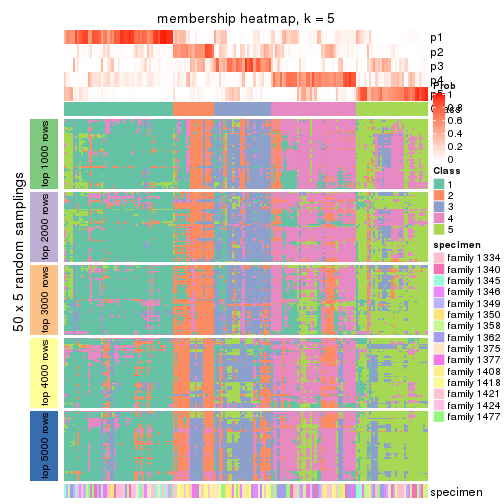 membership heatmap, k = 5
p1
p2
p3
p4
Prob
1
0.8
0.6
0.4
0.2
0
Class
1
2
3
4
5
specimen
family 1334
family 1340
family 1345
family 1346
family 1349
family 1350
family 1358
family 1362
family 1375
family 1377
family 1408
family 1418
family 1421
family 1424
family 1477
50 x 5 random samplings
top 1000 rows
top 2000 rows
top 3000 rows
top 4000 rows
top 5000 rows
specimen